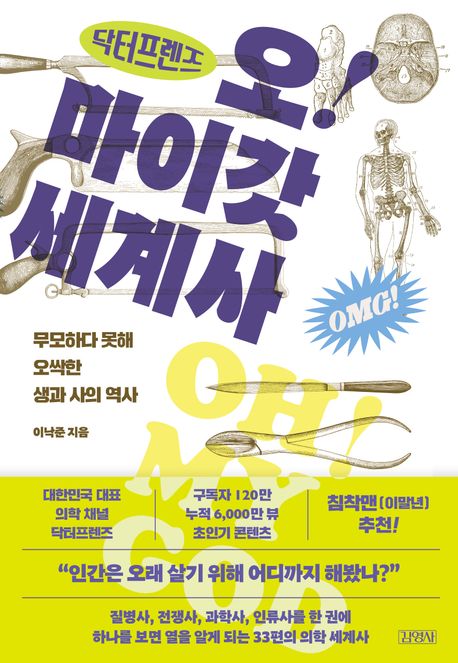 닥터프렌즈
오!
마이갓
세계사
OMG!
무모하다 못해
오싹한
생과 사의 역사
이낙준 지음
OH!
MY
GOD
대한민국 대표
의학 채널
닥터프렌즈
구독자 120만
누적 6,000만 뷰
초인기 콘텐츠
침착맨(이말년)
추천!
“인간은 오래 살기 위해 어디까지 해봤나?”
질병사, 전쟁사, 과학사, 인류사를 한 권에
하나를 보면 열을 알게 되는 33편의 의학 세계사
김영사